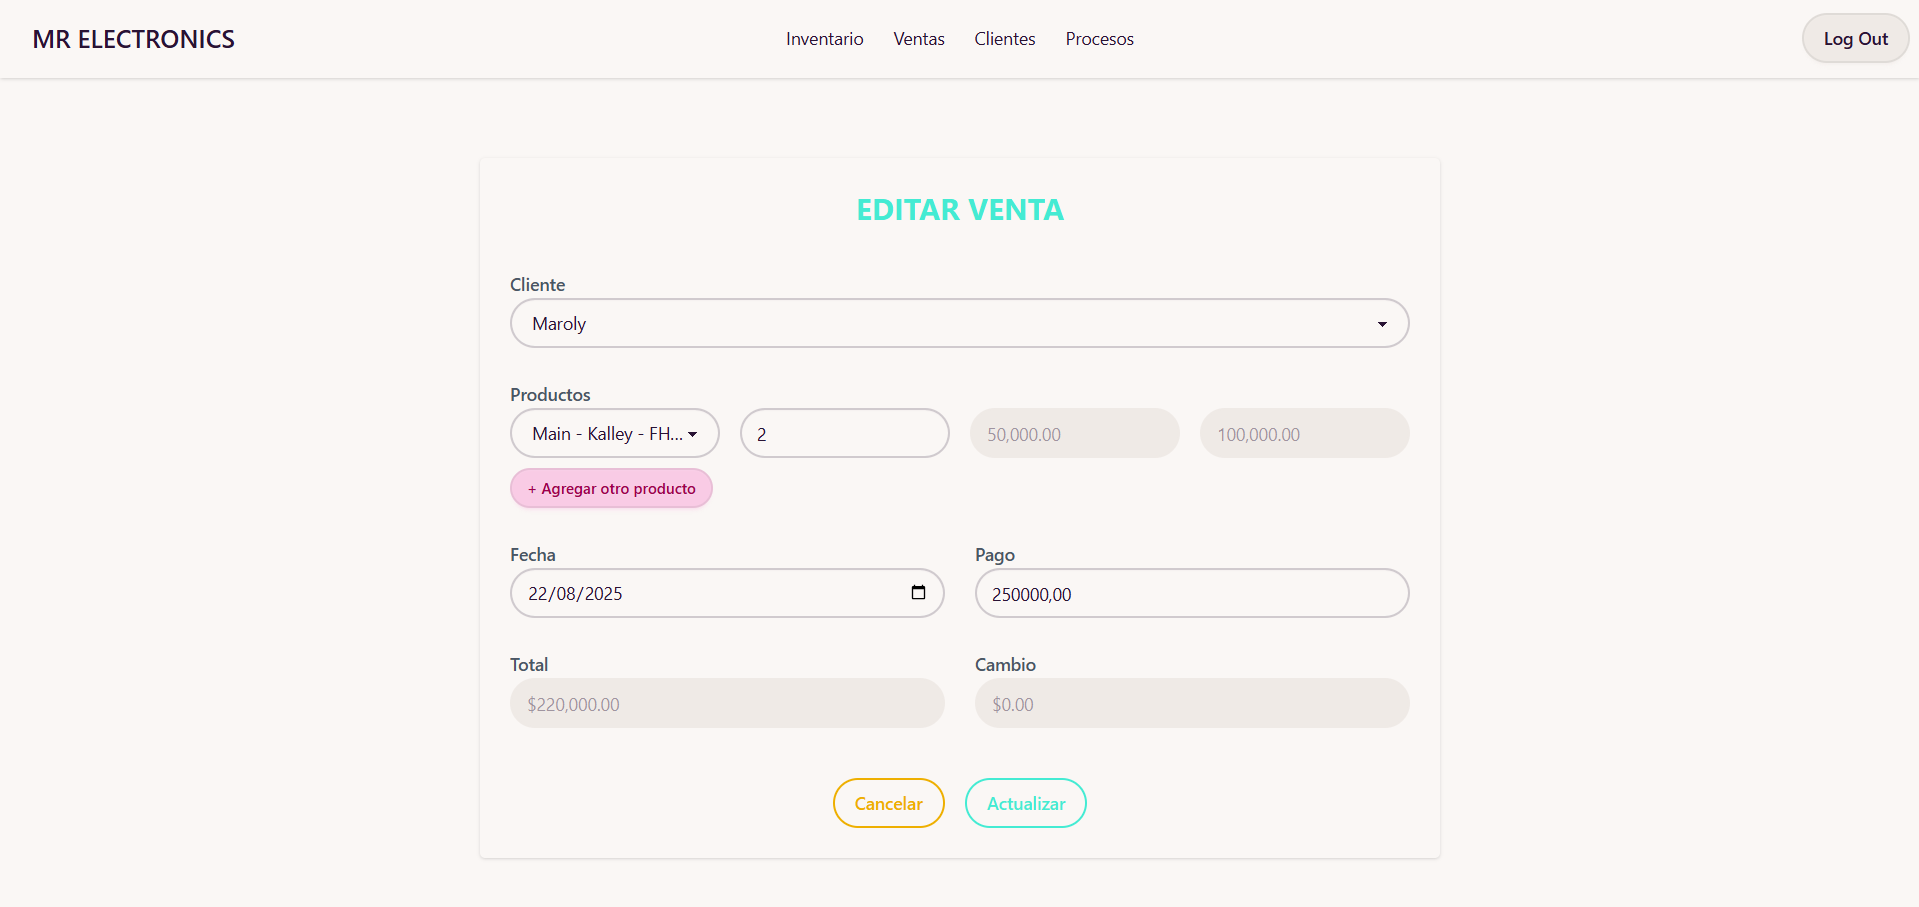 MR ELECTRONICS
Inventario Ventas Clientes Procesos
Log Out
EDITAR VENTA
Cliente
Maroly
Productos
Main - Kalley - FH... 2 50,000.00 100,000.00
+ Agregar otro producto
Fecha Pago
22/08/2025 250000,00
Total Cambio
$220,000.00 $0.00
Cancelar Actualizar